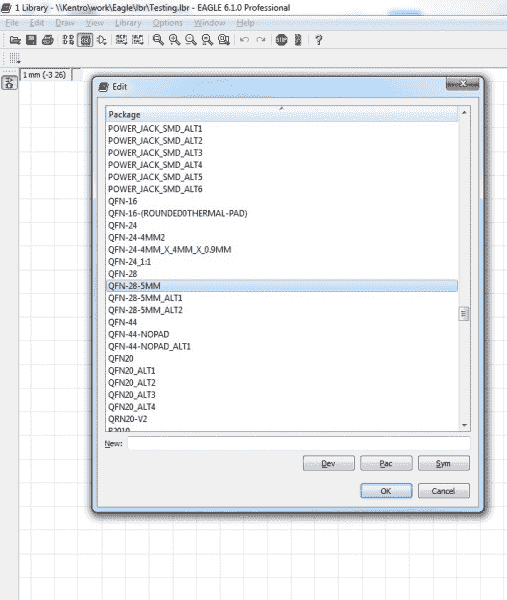 1 Library - \\Kentro\work\Eagle\lbr\Testing.lbr - EAGLE 6.1.0 Professional
File Edit Draw View Library Options Window Help
1 mm (-3 26)
Edit
Package
POWER_JACK_SMD_ALT1
POWER_JACK_SMD_ALT2
POWER_JACK_SMD_ALT3
POWER_JACK_SMD_ALT4
POWER_JACK_SMD_ALT5
POWER_JACK_SMD_ALT6
QFN-16
QFN-16-(ROUNDED0THERMAL-PAD)
QFN-24
QFN-24-4MM2
QFN-24-4MM_X_4MM_X_0.9MM
QFN-24_1:1
QFN-28
QFN-28-5MM
QFN-28-5MM_ALT1
QFN-28-5MM_ALT2
QFN-44
QFN-44-NOPAD
QFN-44-NOPAD_ALT1
QFN20
QFN20_ALT1
QFN20_ALT2
QFN20_ALT3
QFN20_ALT4
QRN20-V2
New:
Dev Pac Sym
OK Cancel